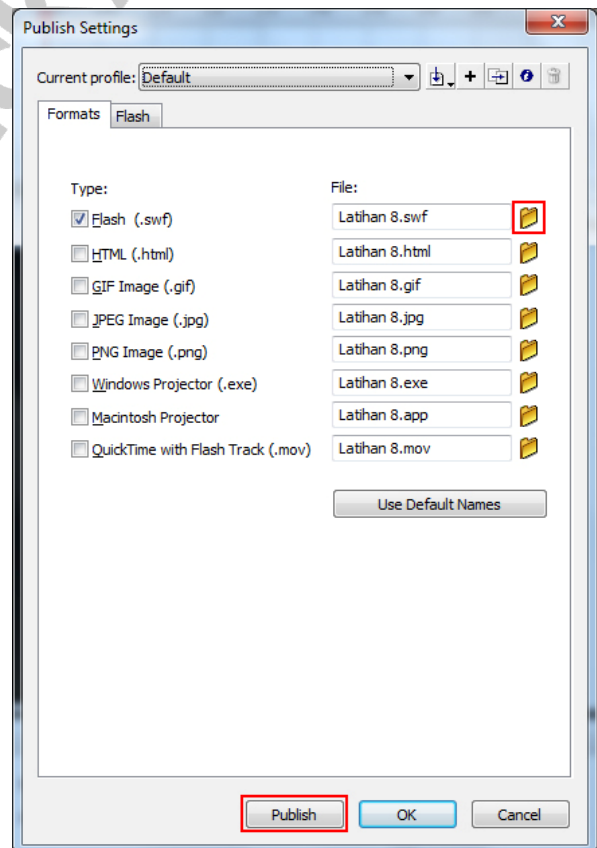 Publish Settings
Current profile: Default
Formats Flash
Type: File:
Flash (.swf) Latihan 8.swf
HTML (.html) Latihan 8.html
GIF Image (.gif) Latihan 8.gif
JPEG Image (.jpg) Latihan 8.jpg
PNG Image (.png) Latihan 8.png
Windows Projector (.exe) Latihan 8.exe
Macintosh Projector Latihan 8.app
QuickTime with Flash Track (.mov) Latihan 8.mov
Use Default Names
Publish OK Cancel